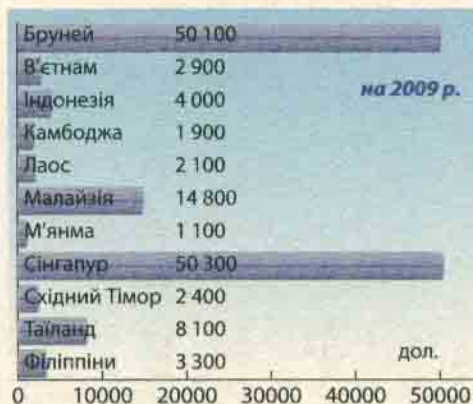 Бруней 50 100
В'єтнам 2 900
на 2009 р.
Індонезія 4 000
Камбоджа 1 900
Лаос 2 100
Малайзія 14 800
М'янма 1 100
Сінгапур 50 300
Східний Тімор 2 400
Таїланд 8 100
дол.
Філіппіни 3 300
0 10000 20000 30000 40000 50000